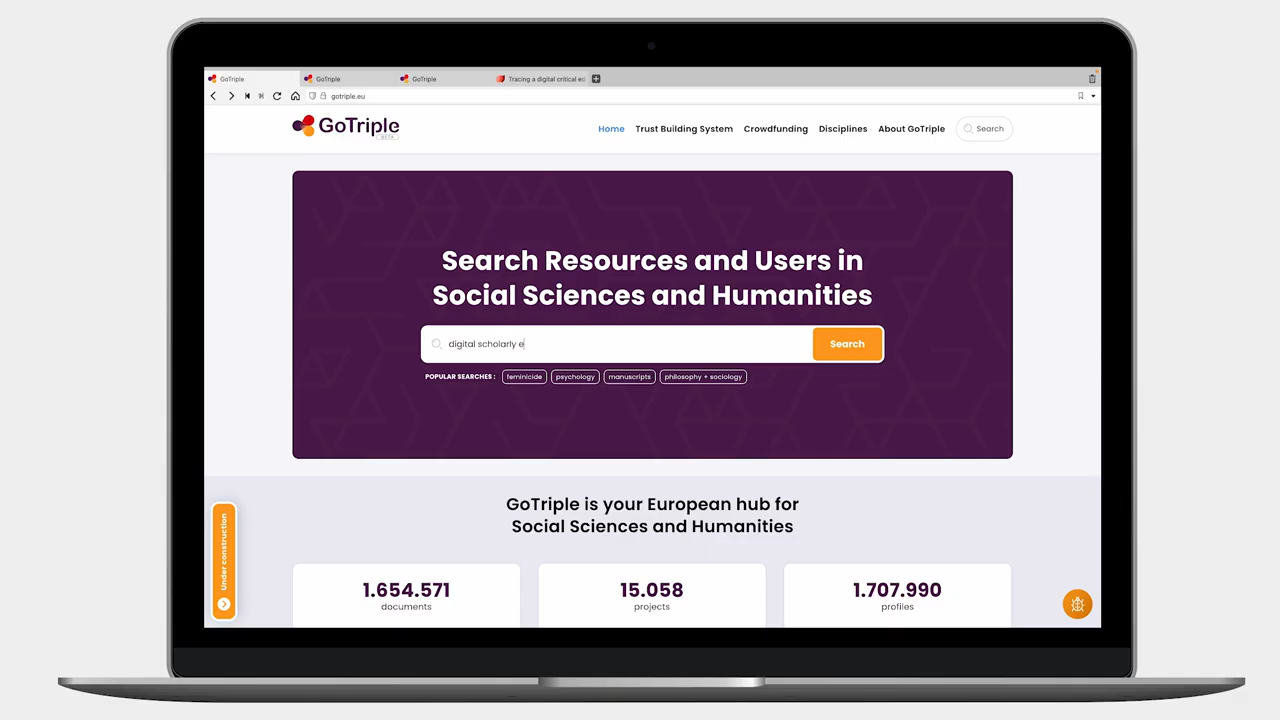 GoTriple
GoTriple
GoTriple
Tracing a digital critical ed
gotriple.eu
GoTriple
BETA
Home
Trust Building System
Crowdfunding
Disciplines
About GoTriple
Search
Search Resources and Users in
Social Sciences and Humanities
digital scholarly e
Search
POPULAR SEARCHES :
feminicide
psychology
manuscripts
philosophy + sociology
GoTriple is your European hub for
Social Sciences and Humanities
Under construction
1.654.571
documents
15.058
projects
1.707.990
profiles